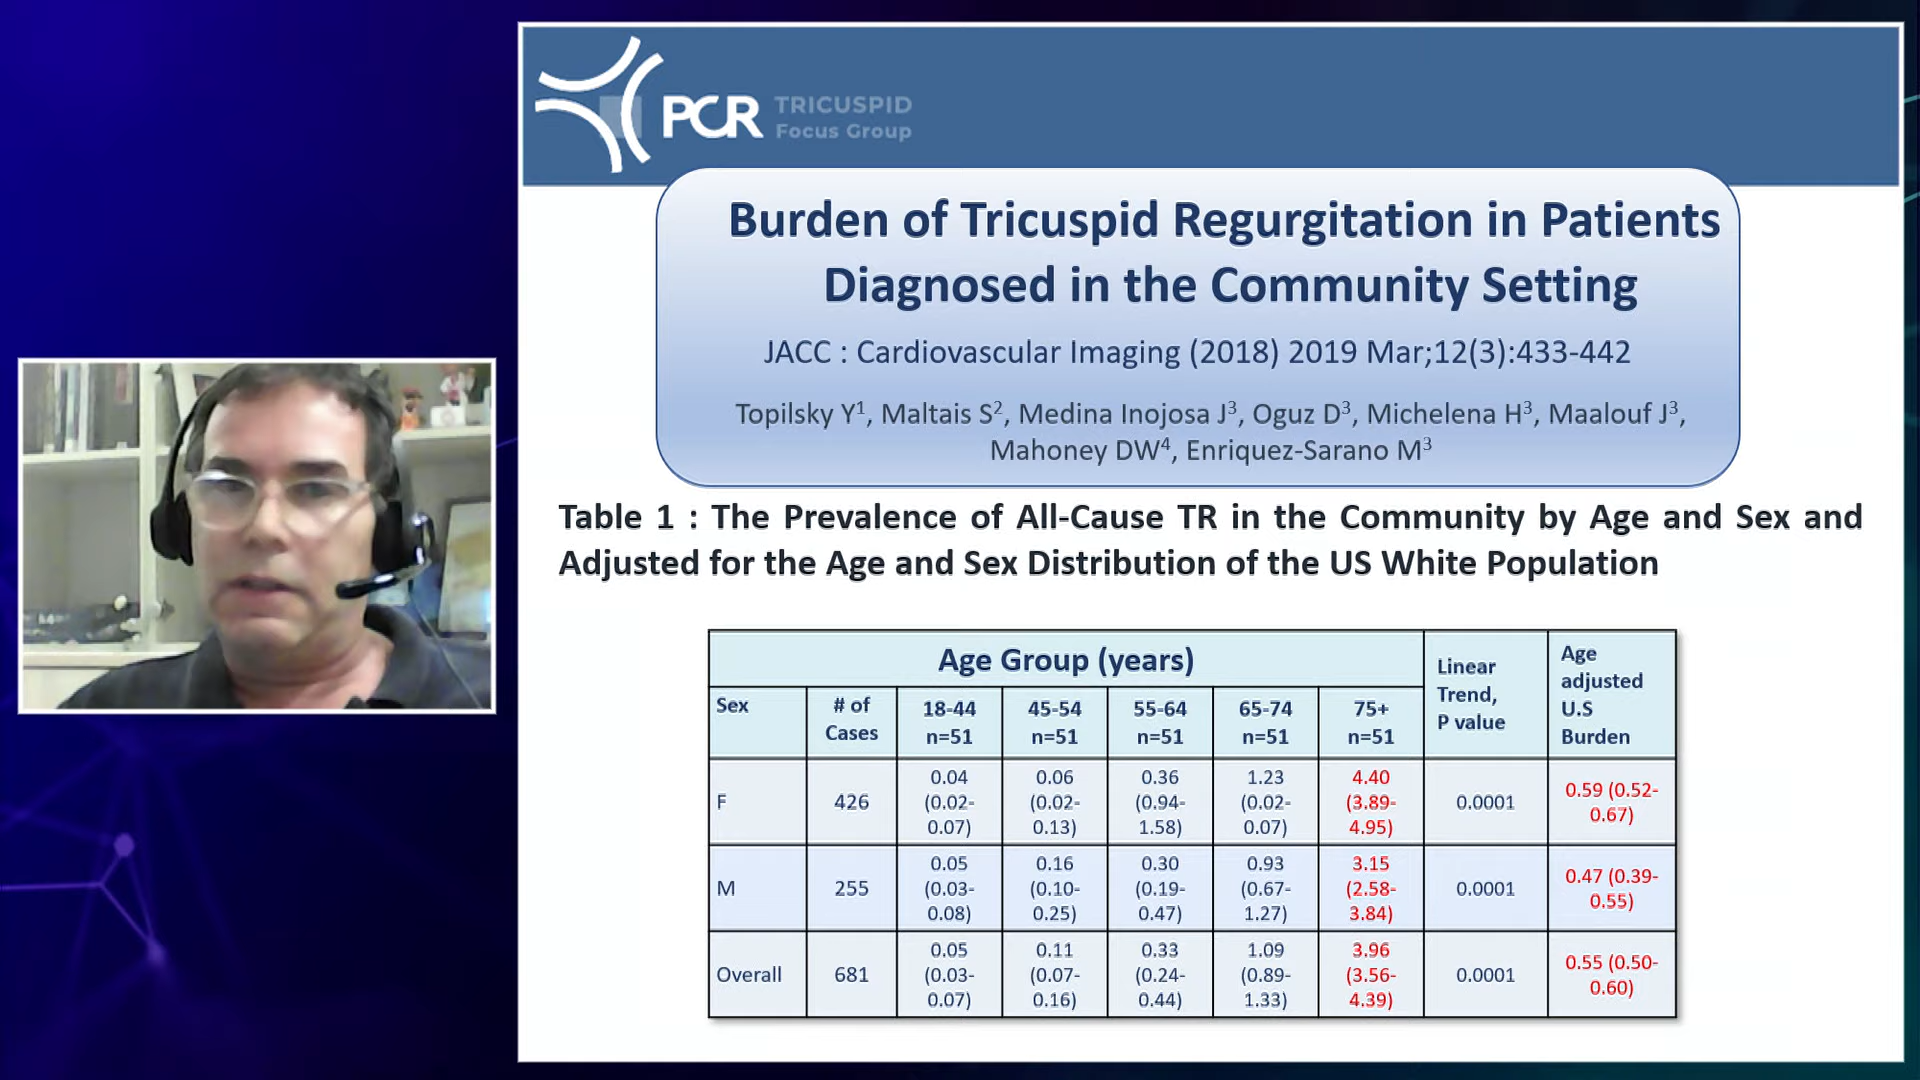 PCR TRICUSPID
Focus Group
Burden of Tricuspid Regurgitation in Patients
Diagnosed in the Community Setting
JACC : Cardiovascular Imaging (2018) 2019 Mar;12(3):433-442
Topilsky Y¹, Maltais S², Medina Inojosa J³, Oguz D³, Michelena H³, Maalouf J³,
Mahoney DW⁴, Enriquez-Sarano M³
Table 1 : The Prevalence of All-Cause TR in the Community by Age and Sex and
Adjusted for the Age and Sex Distribution of the US White Population
Age Group (years)
Linear
Trend,
P value
Age
adjusted
U.S
Burden
Sex
# of
Cases
18-44
n=51
45-54
n=51
55-64
n=51
65-74
n=51
75+
n=51
F
426
0.04
(0.02-
0.07)
0.06
(0.02-
0.13)
0.36
(0.94-
1.58)
1.23
(0.02-
0.07)
4.40
(3.89-
4.95)
0.0001
0.59 (0.52-
0.67)
M
255
0.05
(0.03-
0.08)
0.16
(0.10-
0.25)
0.30
(0.19-
0.47)
0.93
(0.67-
1.27)
3.15
(2.58-
3.84)
0.0001
0.47 (0.39-
0.55)
Overall
681
0.05
(0.03-
0.07)
0.11
(0.07-
0.16)
0.33
(0.24-
0.44)
1.09
(0.89-
1.33)
3.96
(3.56-
4.39)
0.0001
0.55 (0.50-
0.60)